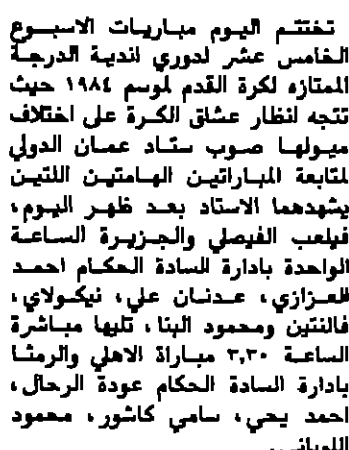 تختتم اليوم مباريات الاسبوع
الخامس عشر لدوري اندية الدرجة
الممتازه لكرة القدم لموسم ١٩٨٤ حيث
تتجه انظار عشاق الكرة على اختلاف
ميولها صوب ستاد عمان الدولي
لمتابعة المباراتين الهامتين اللتين
يشهدهما الاستاد بعد ظهر اليوم،
فيلعب الفيصلي والجزيرة الساعة
الواحدة بادارة السادة الحكام احمد
العزازي، عدنان علي، نيكولاي،
فالنتين ومحمود البنا، تليها مباشرة
الساعة ٣,٣٠ مباراة الاهلي والرمثا
بادارة السادة الحكام عودة الرحال،
احمد يحي، سامي كاشور، محمود
اللوباني.